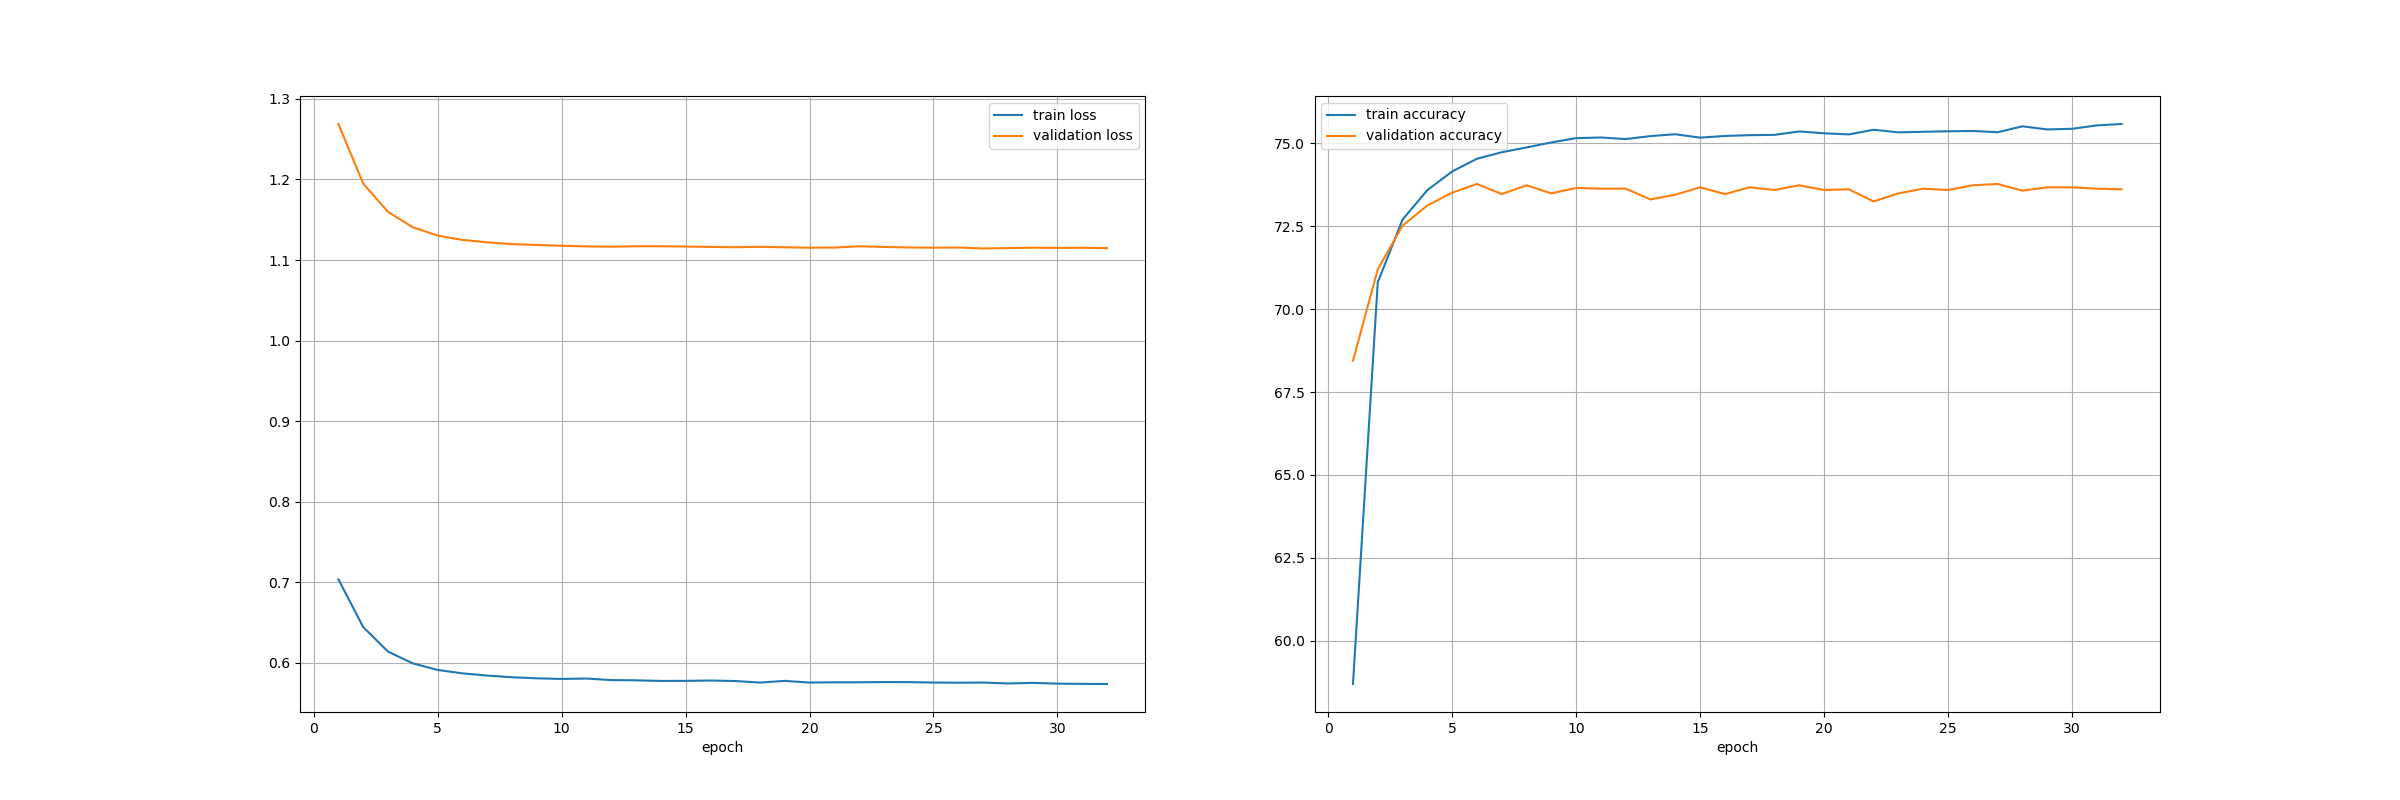 1.3
1.2
1.1
1.0
0.9
0.8
0.7
0.6
0 5 10 15 20 25 30
epoch
train loss
validation loss
75.0
72.5
70.0
67.5
65.0
62.5
60.0
0 5 10 15 20 25 30
epoch
train accuracy
validation accuracy